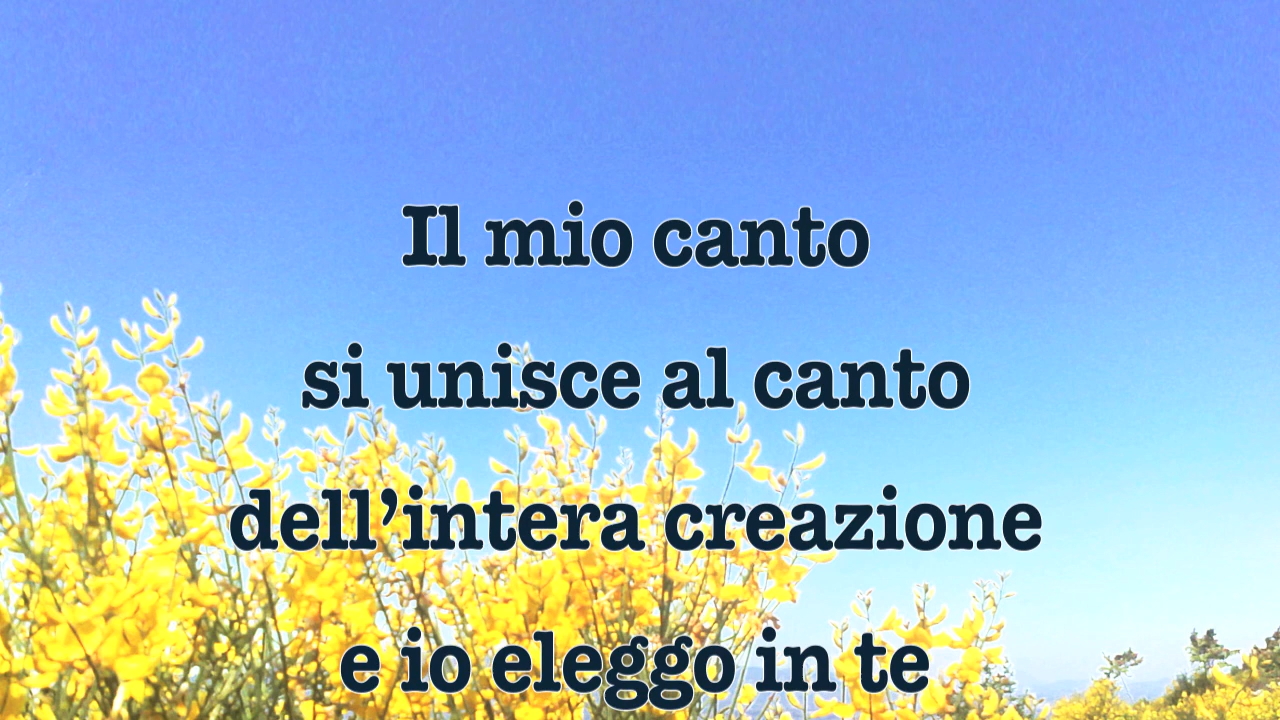 Il mio canto
si unisce al canto
dell’intera creazione
e io eleggo in te